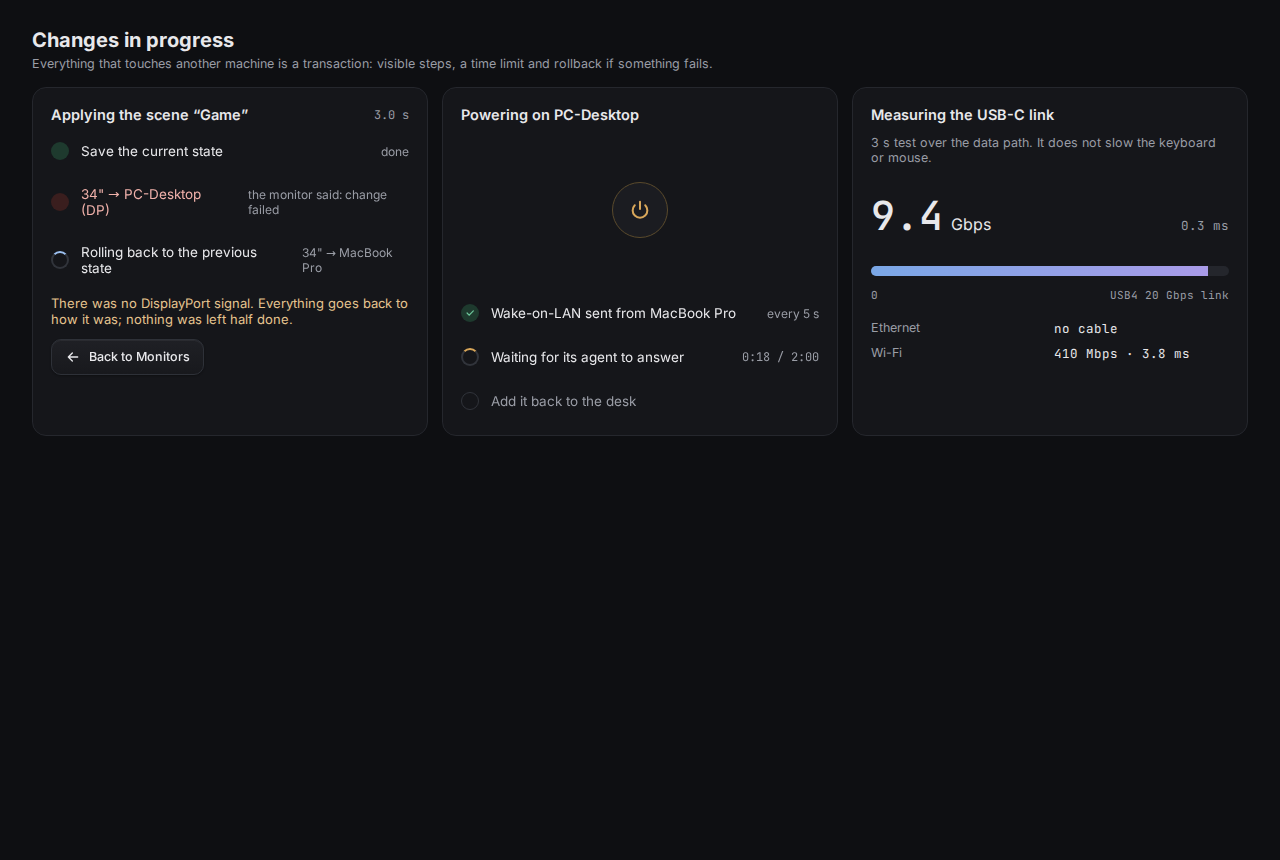 Changes in progress
Everything that touches another machine is a transaction: visible steps, a time limit and rollback if something fails.
Applying the scene “Game”
3.0 s
Save the current state
done
34" → PC-Desktop (DP)
the monitor said: change failed
Rolling back to the previous state
34" → MacBook Pro
There was no DisplayPort signal. Everything goes back to
how it was; nothing was left half done.
Back to Monitors
Powering on PC-Desktop
Wake-on-LAN sent from MacBook Pro
every 5 s
Waiting for its agent to answer
0:18 / 2:00
Add it back to the desk
Measuring the USB-C link
3 s test over the data path. It does not slow the keyboard
or mouse.
9.4 Gbps
0.3 ms
0
USB4 20 Gbps link
Ethernet
no cable
Wi-Fi
410 Mbps · 3.8 ms